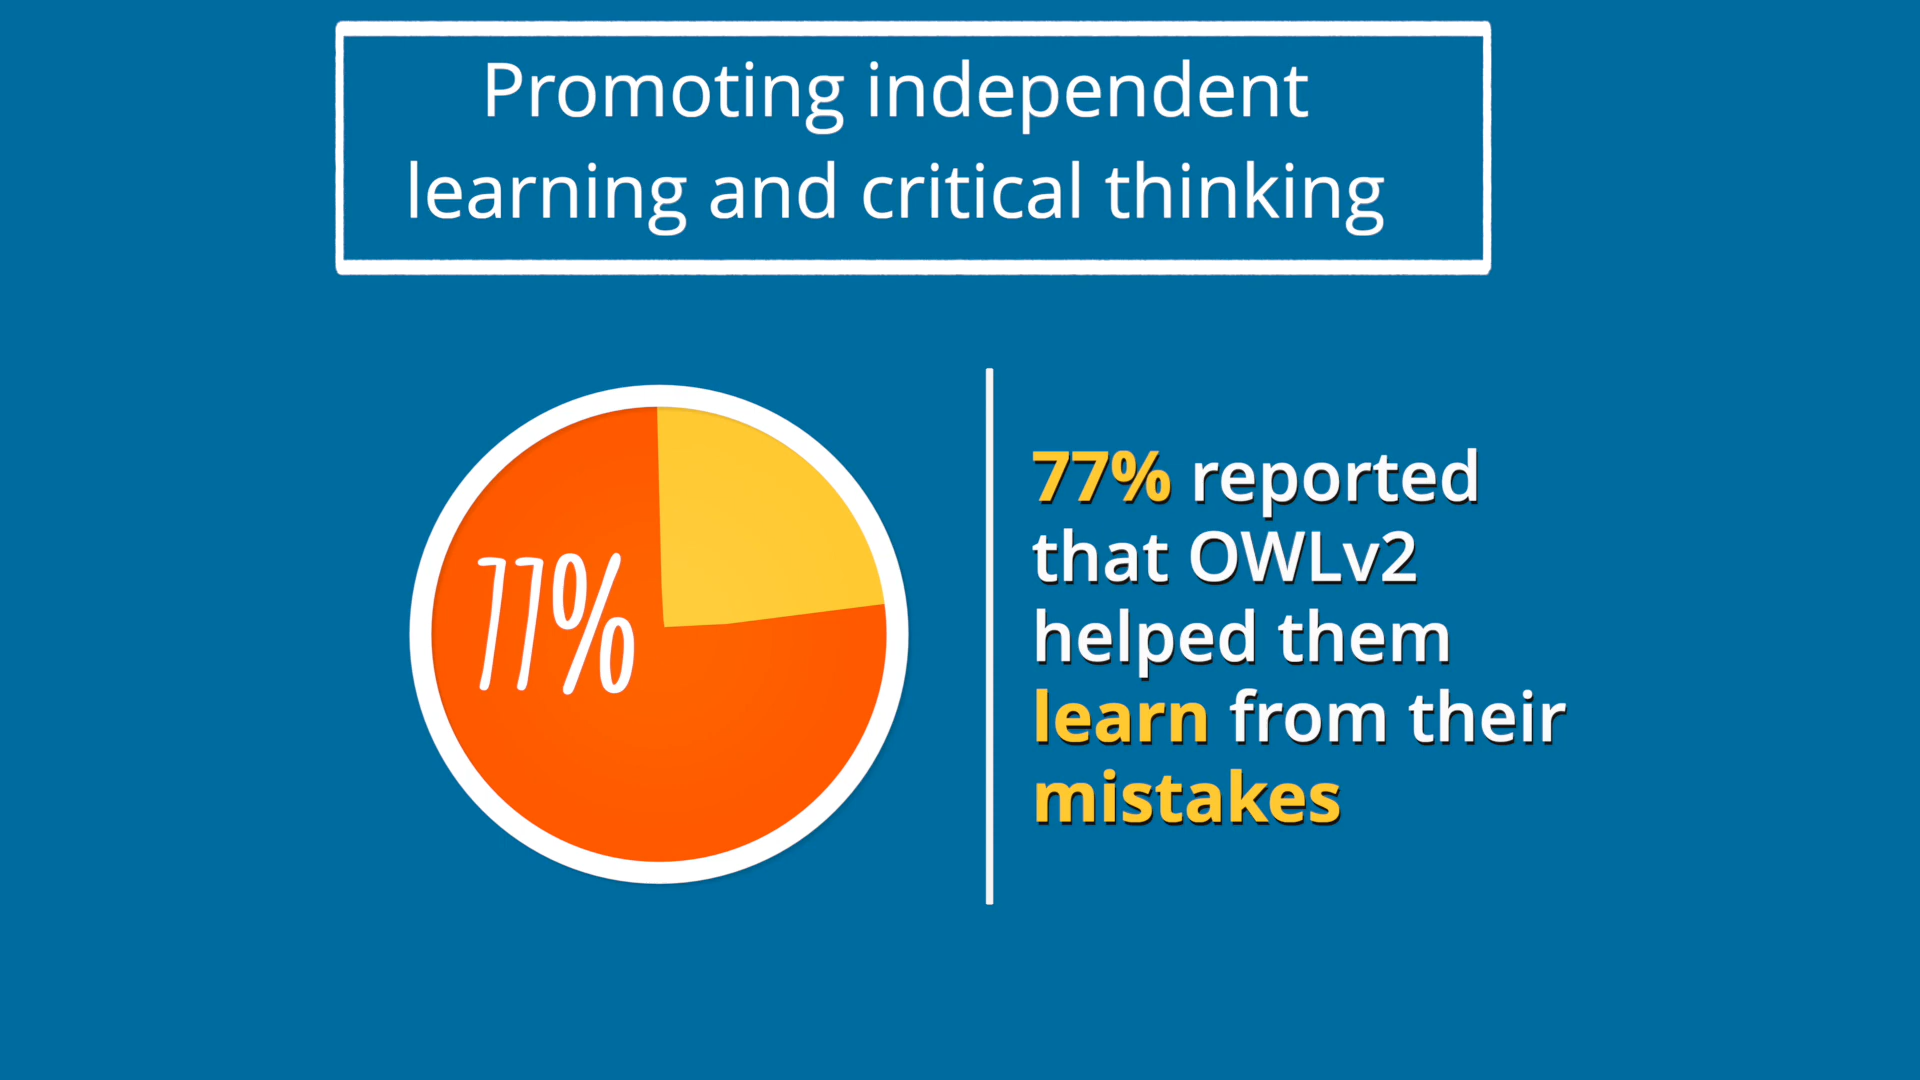 Promoting independent
learning and critical thinking
77%
77% reported
that OWLv2
helped them
learn from their
mistakes